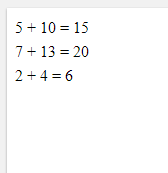 5 + 10 = 15
7 + 13 = 20
2 + 4 = 6